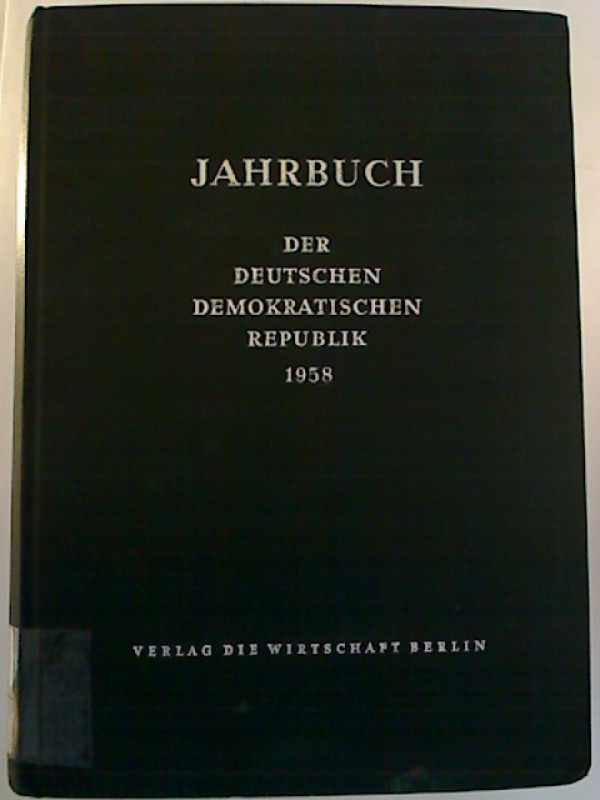 JAHRBUCH
DER
DEUTSCHEN
DEMOKRATISCHEN
REPUBLIK
1958
VERLAG DIE WIRTSCHAFT BERLIN